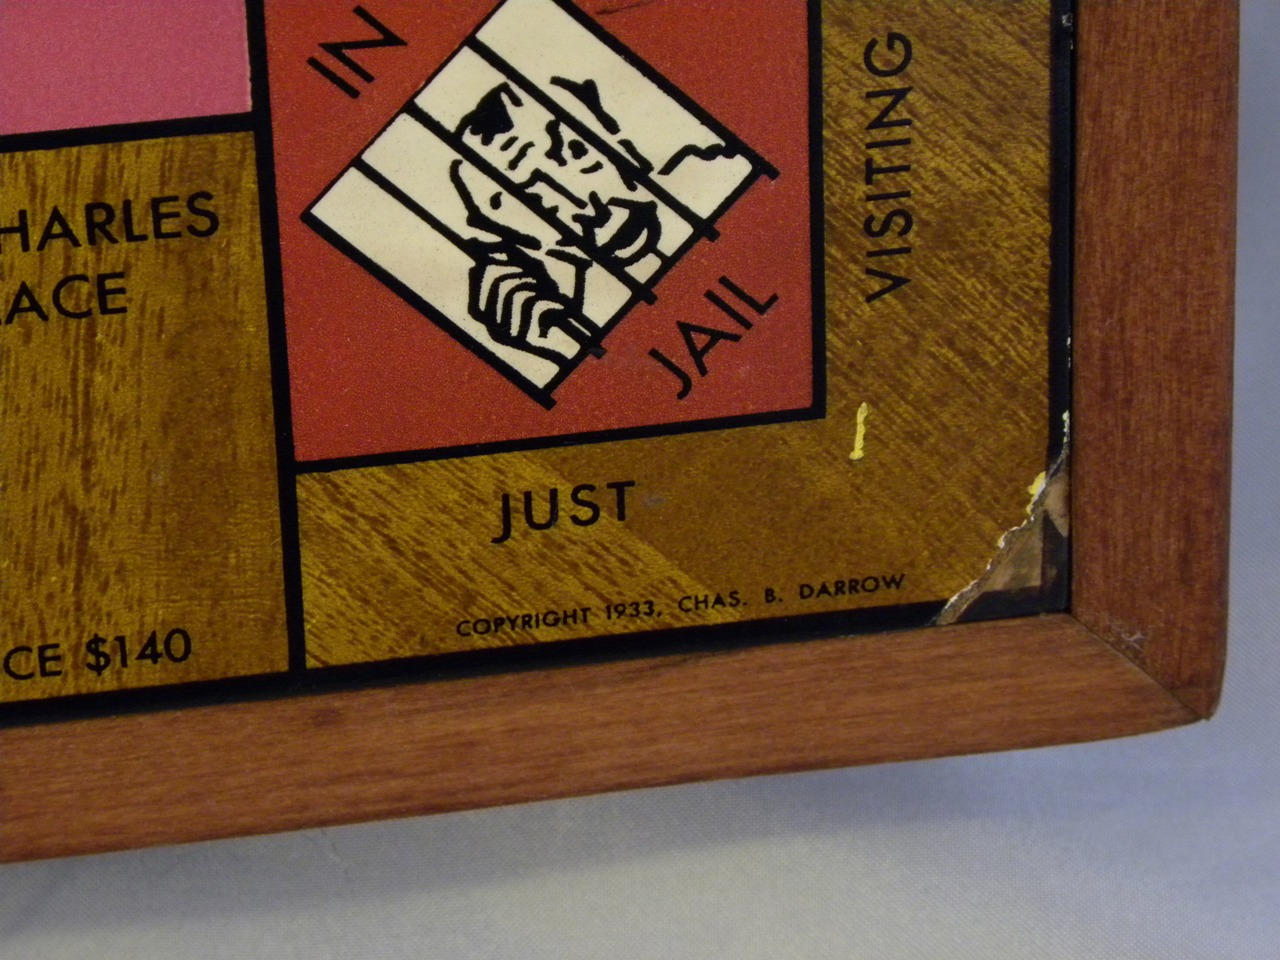 IN
JAIL
VISITING
HARLES
ACE
JUST
COPYRIGHT 1933, CHAS. B. DARROW
CE $140